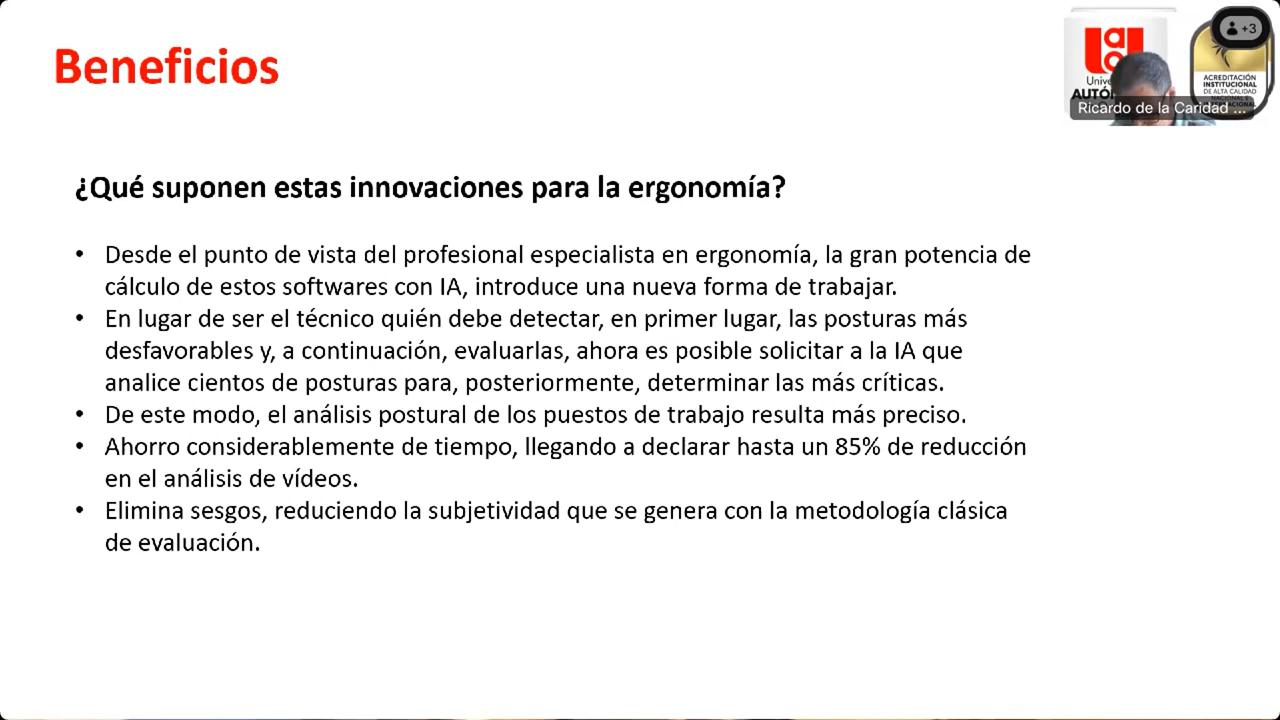 Beneficios
+3
ACREDITACIÓN
INSTITUCIONAL
DE ALTA CALIDAD
Ricardo de la Caridad ...
¿Qué suponen estas innovaciones para la ergonomía?
• Desde el punto de vista del profesional especialista en ergonomía, la gran potencia de
cálculo de estos softwares con IA, introduce una nueva forma de trabajar.
• En lugar de ser el técnico quién debe detectar, en primer lugar, las posturas más
desfavorables y, a continuación, evaluarlas, ahora es posible solicitar a la IA que
analice cientos de posturas para, posteriormente, determinar las más críticas.
• De este modo, el análisis postural de los puestos de trabajo resulta más preciso.
• Ahorro considerablemente de tiempo, llegando a declarar hasta un 85% de reducción
en el análisis de vídeos.
• Elimina sesgos, reduciendo la subjetividad que se genera con la metodología clásica
de evaluación.